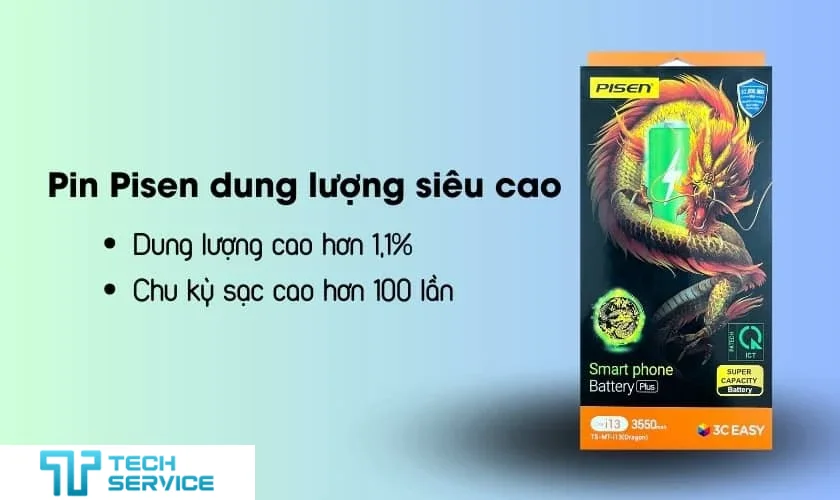 Pin Pisen dung lượng siêu cao
• Dung lượng cao hơn 1,1%
• Chu kỳ sạc cao hơn 100 lần
PISEN
Smart phone
Battery Plus
SUPER
CAPACITY
Battery
ICT
i13 3550mAh
TS-MT-i13(Dragon)
3C EASY
TECH
SERVICE